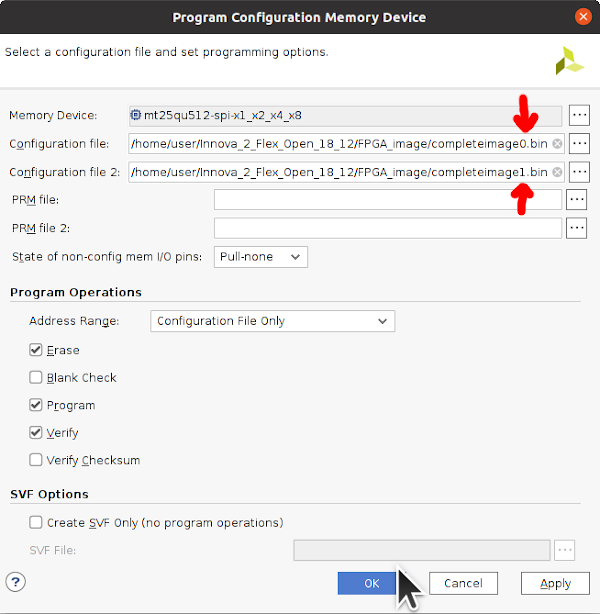 Program Configuration Memory Device
Select a configuration file and set programming options.
Memory Device: mt25qu512-spi-x1_x2_x4_x8 ...
Configuration file: /home/user/Innova_2_Flex_Open_18_12/FPGA_image/completeimage0.bin ...
Configuration file 2: /home/user/Innova_2_Flex_Open_18_12/FPGA_image/completeimage1.bin ...
PRM file: ...
PRM file 2: ...
State of non-config mem I/O pins: Pull-none
Program Operations
Address Range: Configuration File Only
Erase
Blank Check
Program
Verify
Verify Checksum
SVF Options
Create SVF Only (no program operations)
SVF File: ...
? OK Cancel Apply